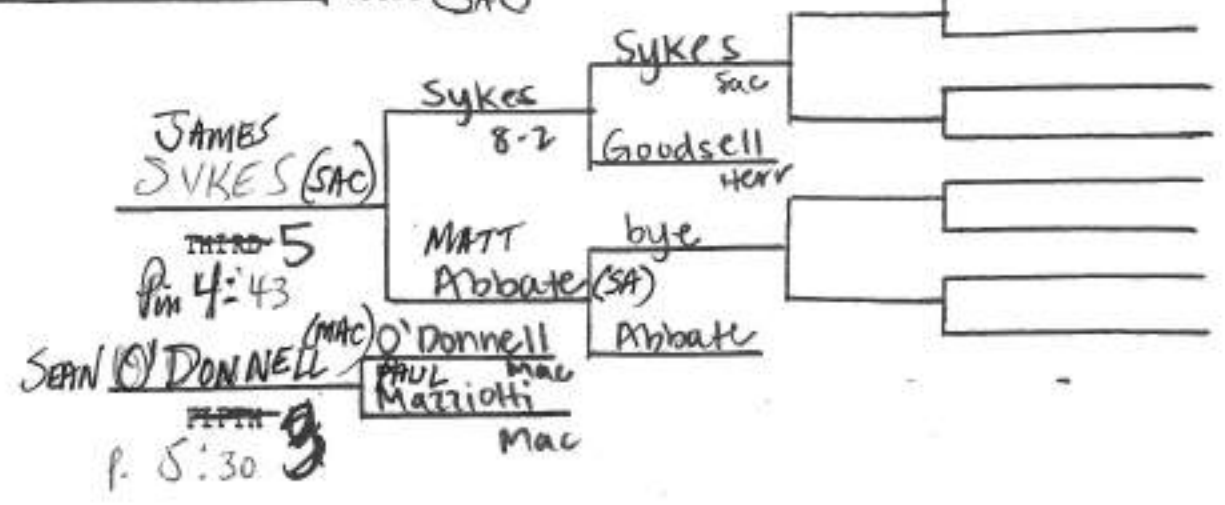 Sykes
Sac
Sykes
8-2
Goodsell
Herr
JAMES
SYKES (SAC)
THIRD 5
Pin 4:43
MATT
Abbate (SA)
bye
Abbate
SEAN O'DONNELL (MAC)
O'Donnell
Mac
PAUL
Mazziotti
Mac
FIFTH 3
P. 5:30